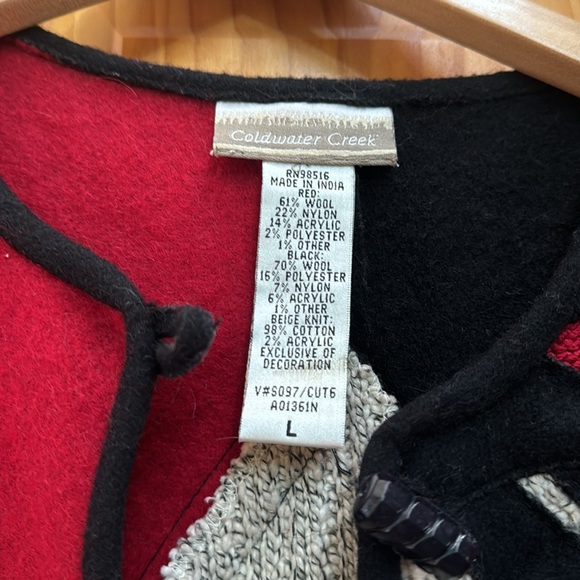 Coldwater Creek
RN98516
MADE IN INDIA
RED:
61% WOOL
22% NYLON
14% ACRYLIC
2% POLYESTER
1% OTHER
BLACK:
70% WOOL
16% POLYESTER
7% NYLON
6% ACRYLIC
1% OTHER
BEIGE KNIT:
98% COTTON
2% ACRYLIC
EXCLUSIVE OF
DECORATION
V#S097/CUT6
A01361N
L